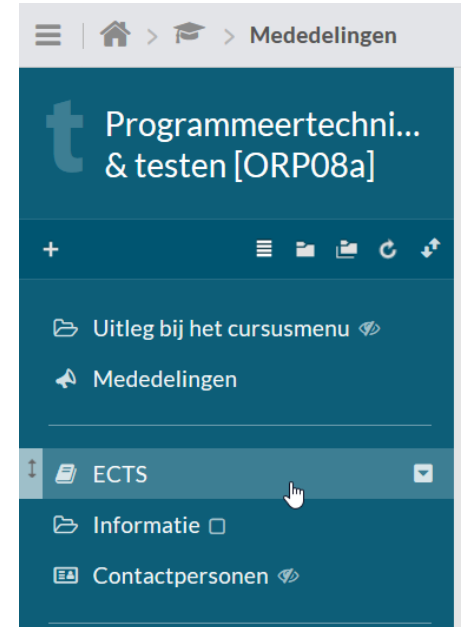 > > Mededelingen
t
Programmeertechni...
& testen [ORP08a]
+
Uitleg bij het cursusmenu
Mededelingen
ECTS
Informatie
Contactpersonen